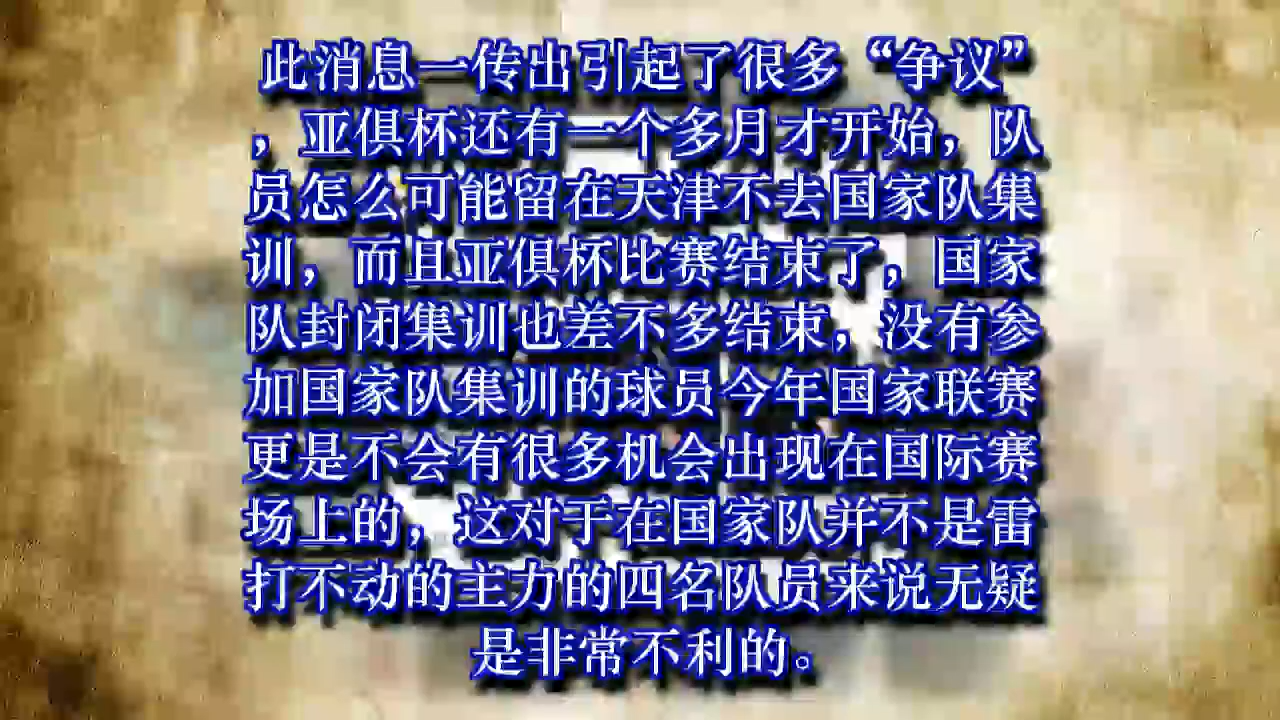 此消息一传出引起了很多“争议”
，亚俱杯还有一个多月才开始，队
员怎么可能留在天津不去国家队集
训，而且亚俱杯比赛结束了，国家
队封闭集训也差不多结束，没有参
加国家队集训的球员今年国家联赛
更是不会有很多机会出现在国际赛
场上的，这对于在国家队并不是雷
打不动的主力的四名队员来说无疑
是非常不利的。